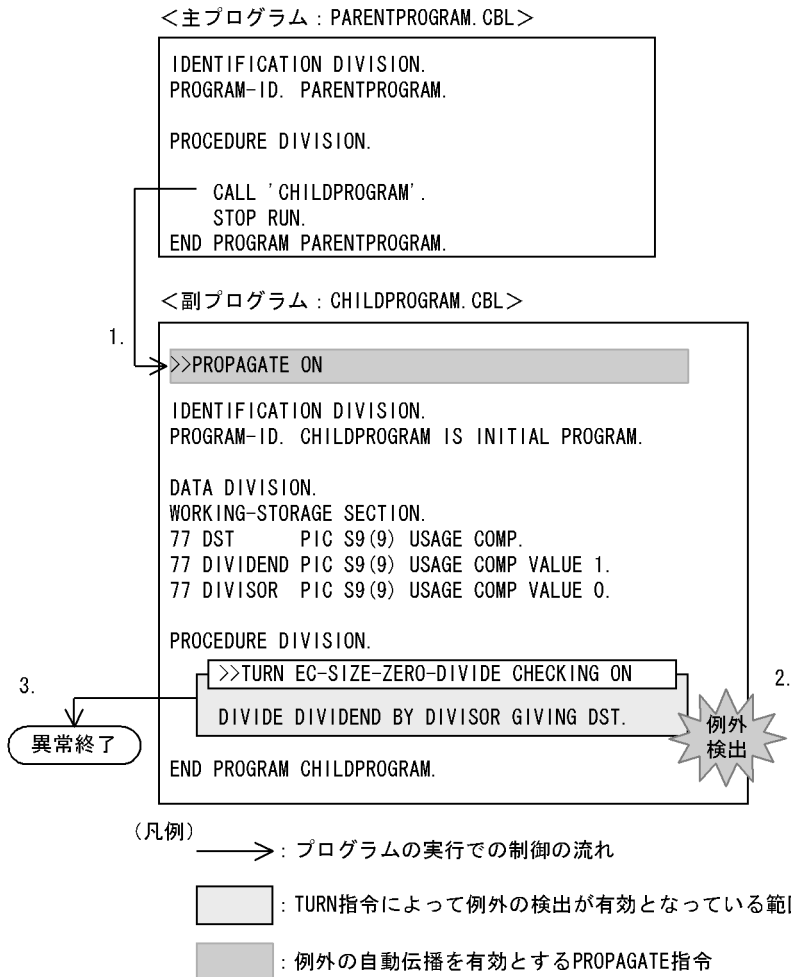 ＜主プログラム：PARENTPROGRAM.CBL＞
IDENTIFICATION DIVISION.
PROGRAM-ID. PARENTPROGRAM.
PROCEDURE DIVISION.
CALL 'CHILDPROGRAM'.
STOP RUN.
END PROGRAM PARENTPROGRAM.
＜副プログラム：CHILDPROGRAM.CBL＞
1.
>>PROPAGATE ON
IDENTIFICATION DIVISION.
PROGRAM-ID. CHILDPROGRAM IS INITIAL PROGRAM.
DATA DIVISION.
WORKING-STORAGE SECTION.
77 DST      PIC S9(9) USAGE COMP.
77 DIVIDEND PIC S9(9) USAGE COMP VALUE 1.
77 DIVISOR  PIC S9(9) USAGE COMP VALUE 0.
PROCEDURE DIVISION.
>>TURN EC-SIZE-ZERO-DIVIDE CHECKING ON
2.
3.
DIVIDE DIVIDEND BY DIVISOR GIVING DST.
例外
検出
異常終了
END PROGRAM CHILDPROGRAM.
（凡例）
：プログラムの実行での制御の流れ
：TURN指令によって例外の検出が有効となっている範
：例外の自動伝播を有効とするPROPAGATE指令